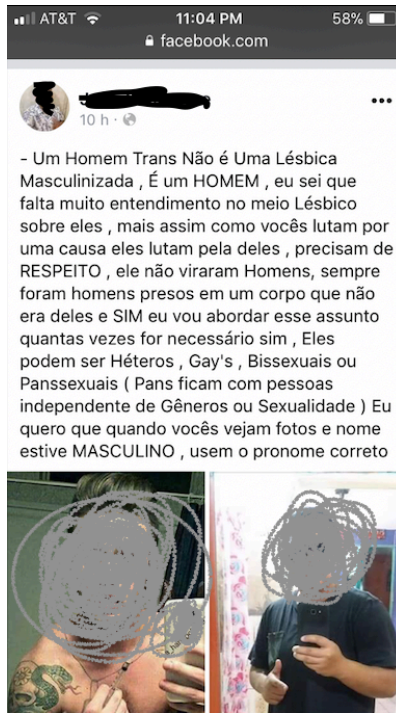 AT&T 11:04 PM 58%
facebook.com
10 h ·
- Um Homem Trans Não é Uma Lésbica
Masculinizada , É um HOMEM , eu sei que
falta muito entendimento no meio Lésbico
sobre eles , mais assim como vocês lutam por
uma causa eles lutam pela deles , precisam de
RESPEITO , ele não viraram Homens, sempre
foram homens presos em um corpo que não
era deles e SIM eu vou abordar esse assunto
quantas vezes for necessário sim , Eles
podem ser Héteros , Gay's , Bissexuais ou
Panssexuais ( Pans ficam com pessoas
independente de Gêneros ou Sexualidade ) Eu
quero que quando vocês vejam fotos e nome
estive MASCULINO , usem o pronome correto